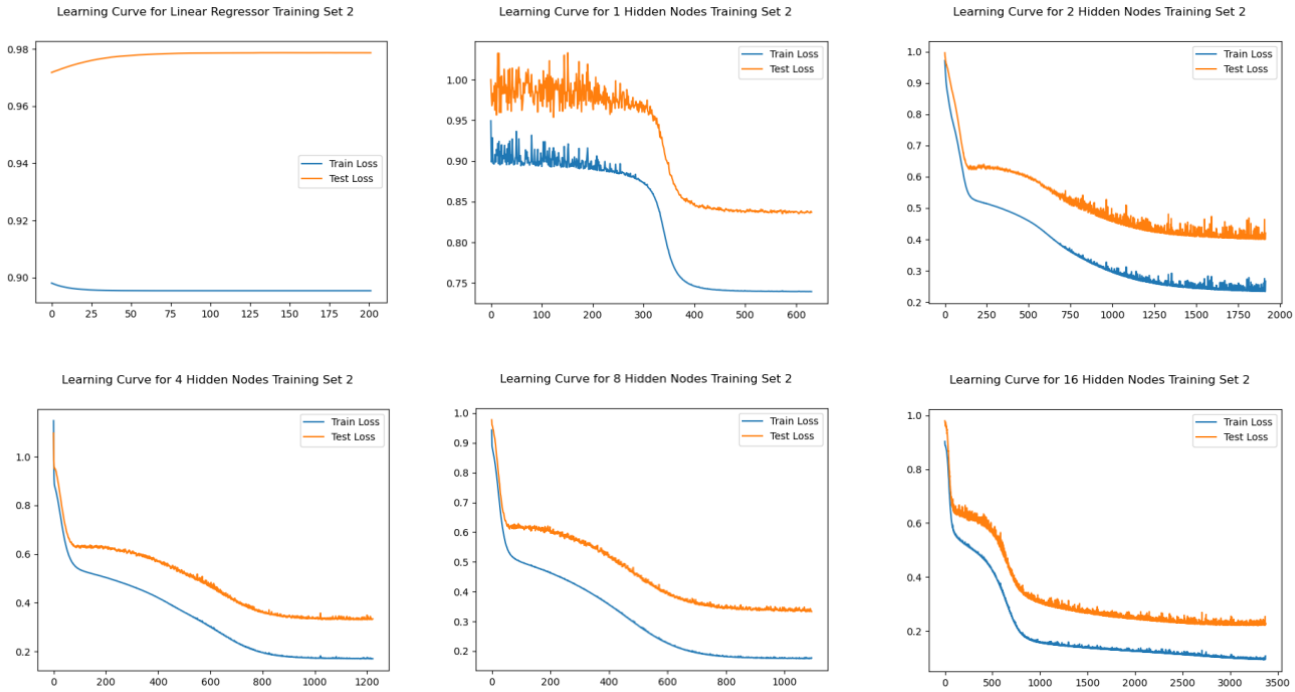 Learning Curve for Linear Regressor Training Set 2
0.98
0.96
0.94
0.92
0.90
Train Loss
Test Loss
0 25 50 75 100 125 150 175 200
Learning Curve for 1 Hidden Nodes Training Set 2
1.00
0.95
0.90
0.85
0.80
0.75
Train Loss
Test Loss
0 100 200 300 400 500 600
Learning Curve for 2 Hidden Nodes Training Set 2
1.0
0.9
0.8
0.7
0.6
0.5
0.4
0.3
0.2
Train Loss
Test Loss
0 250 500 750 1000 1250 1500 1750 2000
Learning Curve for 4 Hidden Nodes Training Set 2
1.0
0.8
0.6
0.4
0.2
Train Loss
Test Loss
0 200 400 600 800 1000 1200
Learning Curve for 8 Hidden Nodes Training Set 2
1.0
0.9
0.8
0.7
0.6
0.5
0.4
0.3
0.2
Train Loss
Test Loss
0 200 400 600 800 1000
Learning Curve for 16 Hidden Nodes Training Set 2
1.0
0.8
0.6
0.4
0.2
Train Loss
Test Loss
0 500 1000 1500 2000 2500 3000 3500